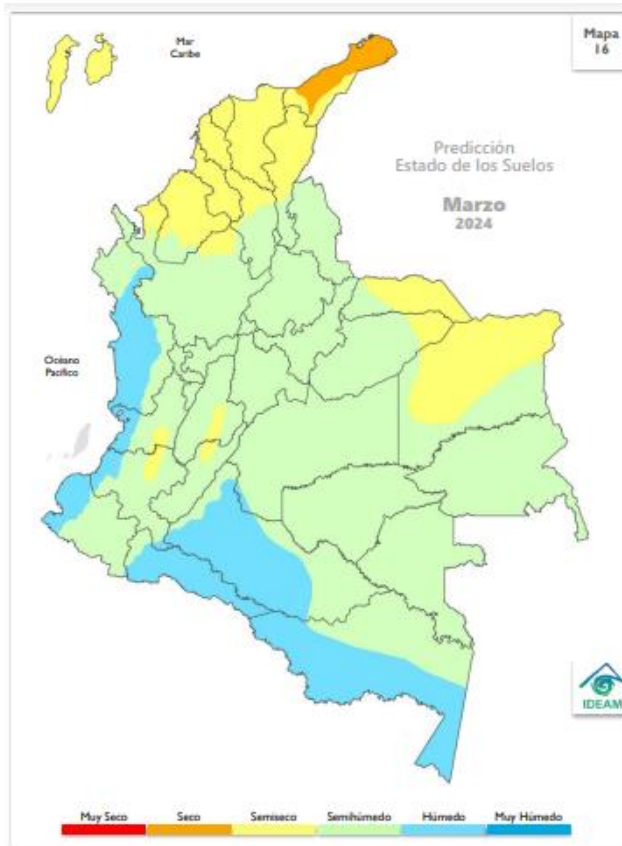 Mar
Caribe
Mapa
16
Predicción
Estado de los Suelos
Marzo
2024
Océano
Pacífico
IDEAM
Muy Seco
Seco
Semiseco
Semihúmedo
Húmedo
Muy Húmedo